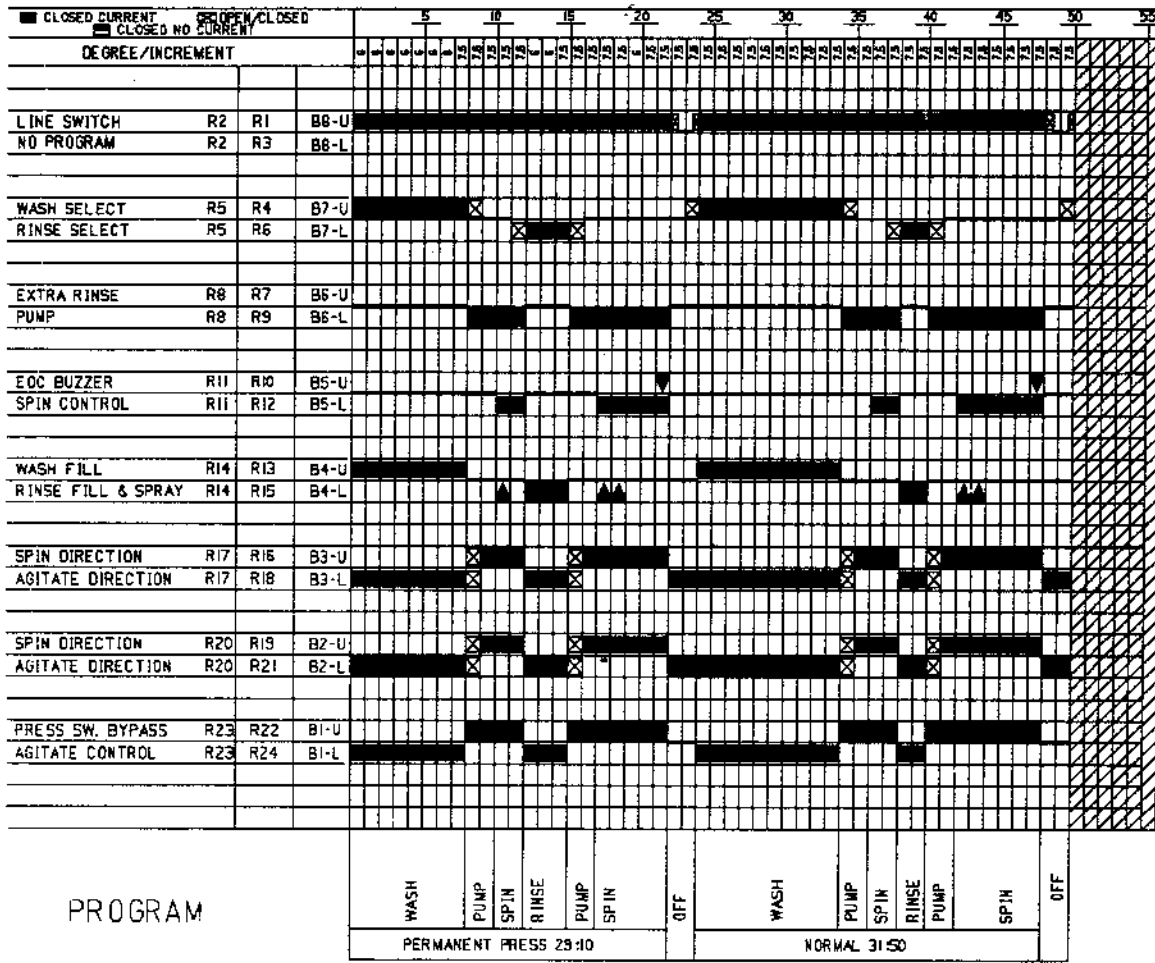 CLOSED CURRENT OPEN/CLOSED
CLOSED NO CURRENT
5 10 15 20 25 30 35 40 45 50 55
DEGREE/INCREMENT
LINE SWITCH R2 R1 B8-U
NO PROGRAM R2 R3 B8-L
WASH SELECT R5 R4 B7-U
RINSE SELECT R5 R6 B7-L
EXTRA RINSE R8 R7 B6-U
PUMP R8 R9 B6-L
EOC BUZZER R11 R10 B5-U
SPIN CONTROL R11 R12 B5-L
WASH FILL R14 R13 B4-U
RINSE FILL & SPRAY R14 R15 B4-L
SPIN DIRECTION R17 R16 B3-U
AGITATE DIRECTION R17 R18 B3-L
SPIN DIRECTION R20 R19 B2-U
AGITATE DIRECTION R20 R21 B2-L
PRESS SW. BYPASS R23 R22 B1-U
AGITATE CONTROL R23 R24 B1-L
PROGRAM
WASH PUMP SPIN RINSE PUMP SPIN OFF WASH PUMP SPIN RINSE PUMP SPIN OFF
PERMANENT PRESS 29:10 NORMAL 31:50